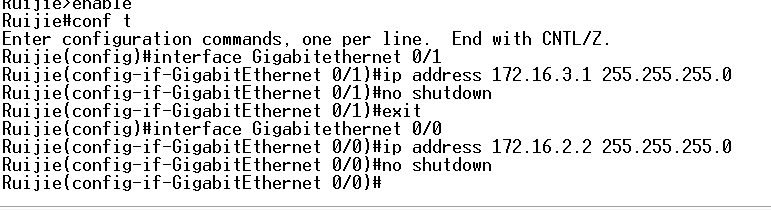 Ruijie>enable
Ruijie#conf t
Enter configuration commands, one per line.  End with CNTL/Z.
Ruijie(config)#interface Gigabitethernet 0/1
Ruijie(config-if-GigabitEthernet 0/1)#ip address 172.16.3.1 255.255.255.0
Ruijie(config-if-GigabitEthernet 0/1)#no shutdown
Ruijie(config-if-GigabitEthernet 0/1)#exit
Ruijie(config)#interface Gigabitethernet 0/0
Ruijie(config-if-GigabitEthernet 0/0)#ip address 172.16.2.2 255.255.255.0
Ruijie(config-if-GigabitEthernet 0/0)#no shutdown
Ruijie(config-if-GigabitEthernet 0/0)#